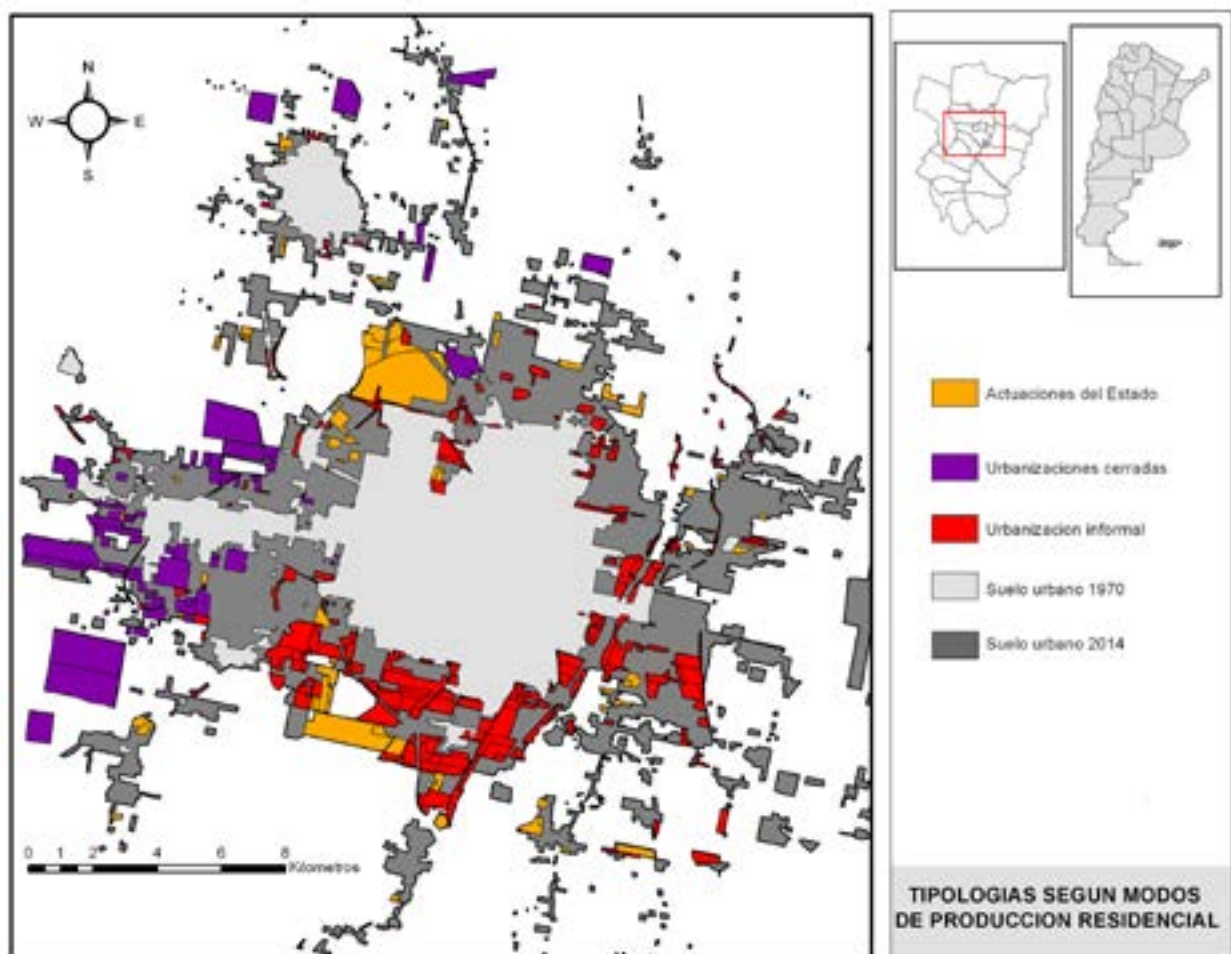 N
W E
S
0 1 2 4 6 8
Kilometros
Actuaciones del Estado
Urbanizaciones cerradas
Urbanizacion informal
Suelo urbano 1970
Suelo urbano 2014
TIPOLOGIAS SEGUN MODOS
DE PRODUCCION RESIDENCIAL